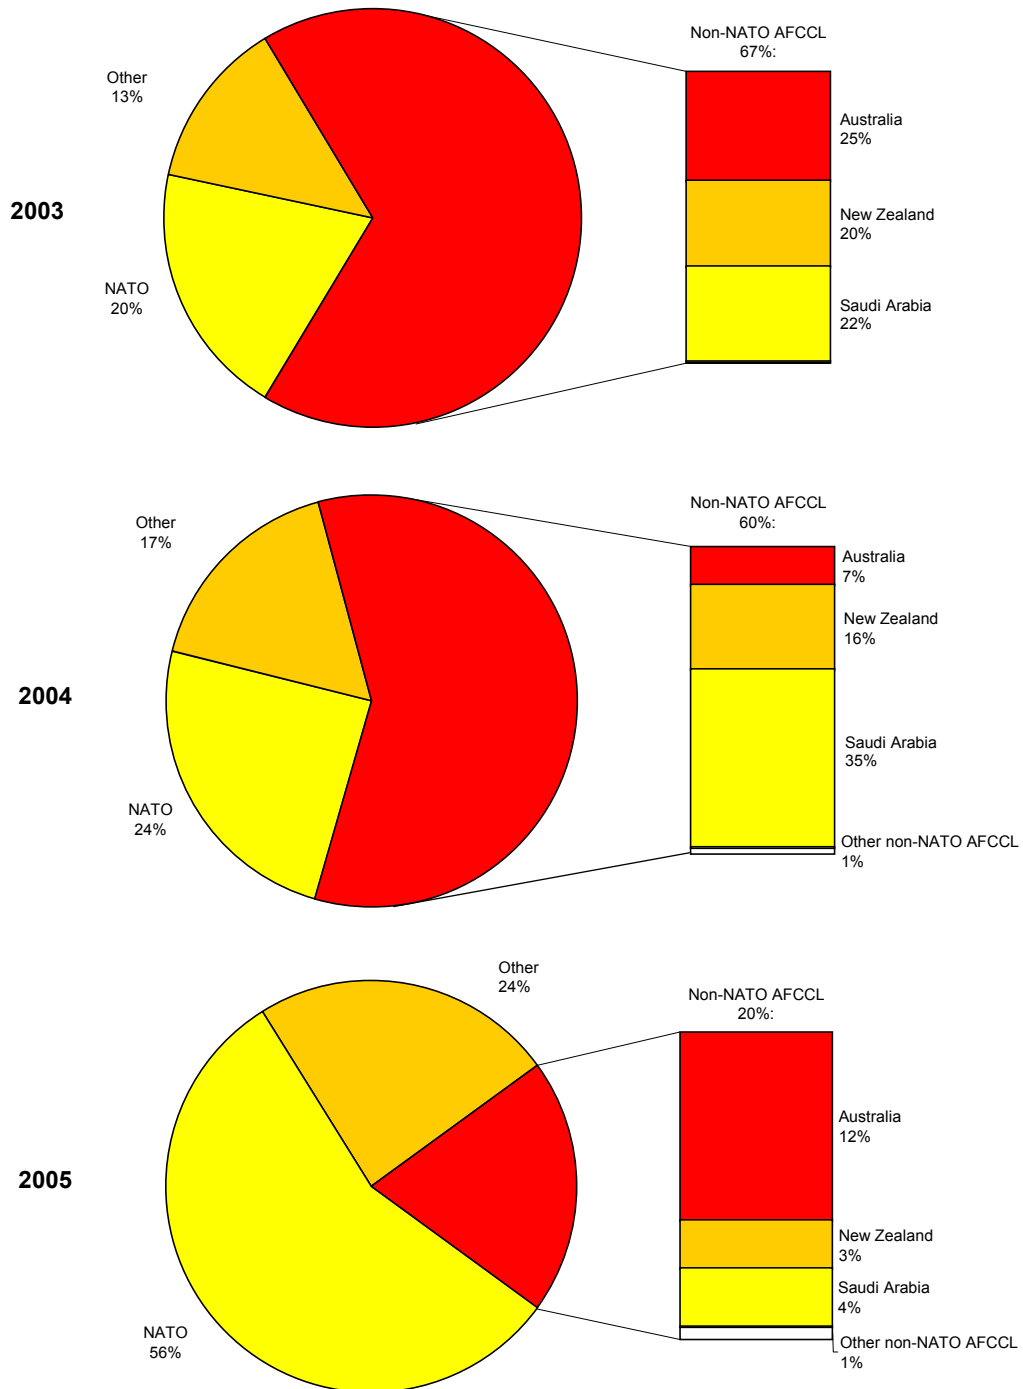 Non-NATO AFCCL
67%:
Other
13%
Australia
25%
2003
New Zealand
20%
NATO
20%
Saudi Arabia
22%
Non-NATO AFCCL
60%:
Other
17%
Australia
7%
New Zealand
16%
2004
Saudi Arabia
35%
NATO
24%
Other non-NATO AFCCL
1%
Other
24%
Non-NATO AFCCL
20%:
Australia
12%
2005
New Zealand
3%
Saudi Arabia
4%
NATO
56%
Other non-NATO AFCCL
1%